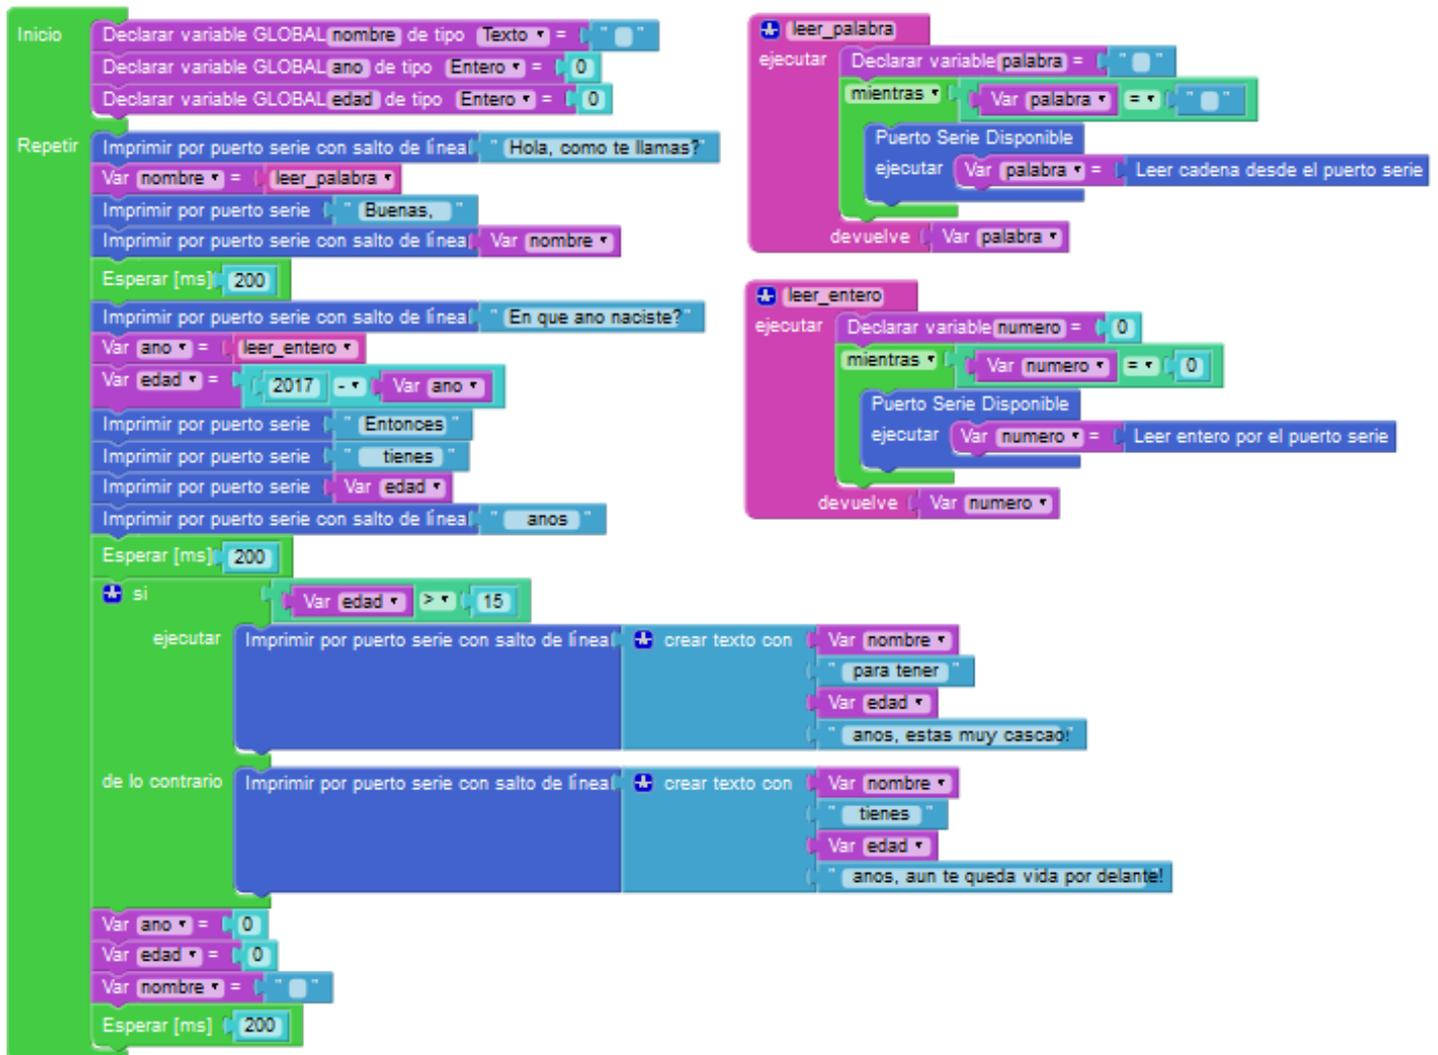 Inicio
Declarar variable GLOBAL nombre de tipo Texto ▾ = " "
Declarar variable GLOBAL ano de tipo Entero ▾ = 0
Declarar variable GLOBAL edad de tipo Entero ▾ = 0
Repetir
Imprimir por puerto serie con salto de línea " Hola, como te llamas? "
Var nombre ▾ = leer_palabra ▾
Imprimir por puerto serie " Buenas, "
Imprimir por puerto serie con salto de línea Var nombre ▾
Esperar [ms] 200
Imprimir por puerto serie con salto de línea " En que ano naciste? "
Var ano ▾ = leer_entero ▾
Var edad ▾ = 2017 - ▾ Var ano ▾
Imprimir por puerto serie " Entonces "
Imprimir por puerto serie " tienes "
Imprimir por puerto serie Var edad ▾
Imprimir por puerto serie con salto de línea " anos "
Esperar [ms] 200
si Var edad ▾ > ▾ 15
ejecutar Imprimir por puerto serie con salto de línea crear texto con Var nombre ▾
" para tener "
Var edad ▾
" anos, estas muy cascao! "
de lo contrario Imprimir por puerto serie con salto de línea crear texto con Var nombre ▾
" tienes "
Var edad ▾
" anos, aun te queda vida por delante!
Var ano ▾ = 0
Var edad ▾ = 0
Var nombre ▾ = " "
Esperar [ms] 200
leer_palabra
ejecutar Declarar variable palabra = " "
mientras ▾ Var palabra ▾ = ▾ " "
Puerto Serie Disponible
ejecutar Var palabra ▾ = Leer cadena desde el puerto serie
devuelve Var palabra ▾
leer_entero
ejecutar Declarar variable numero = 0
mientras ▾ Var numero ▾ = ▾ 0
Puerto Serie Disponible
ejecutar Var numero ▾ = Leer entero por el puerto serie
devuelve Var numero ▾